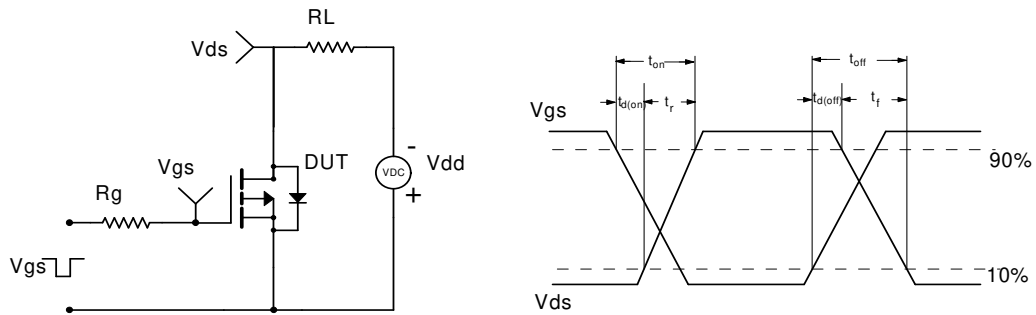 RL
Vds
Vgs
DUT
-
VDC
+
Vdd
Rg
Vgs
ton
toff
td(on)
tr
td(off)
tf
Vgs
90%
10%
Vds